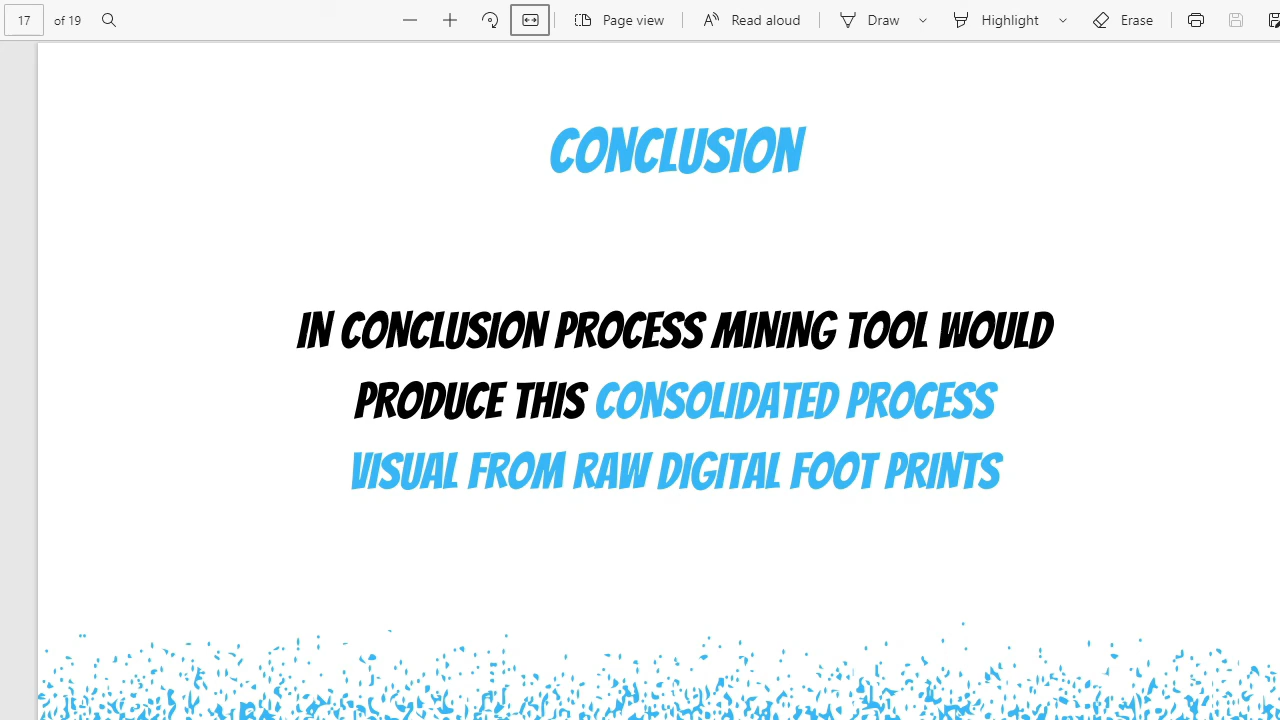 17 of 19 Page view Read aloud Draw Highlight Erase
CONCLUSION
IN CONCLUSION PROCESS MINING TOOL WOULD
PRODUCE THIS CONSOLIDATED PROCESS
VISUAL FROM RAW DIGITAL FOOT PRINTS